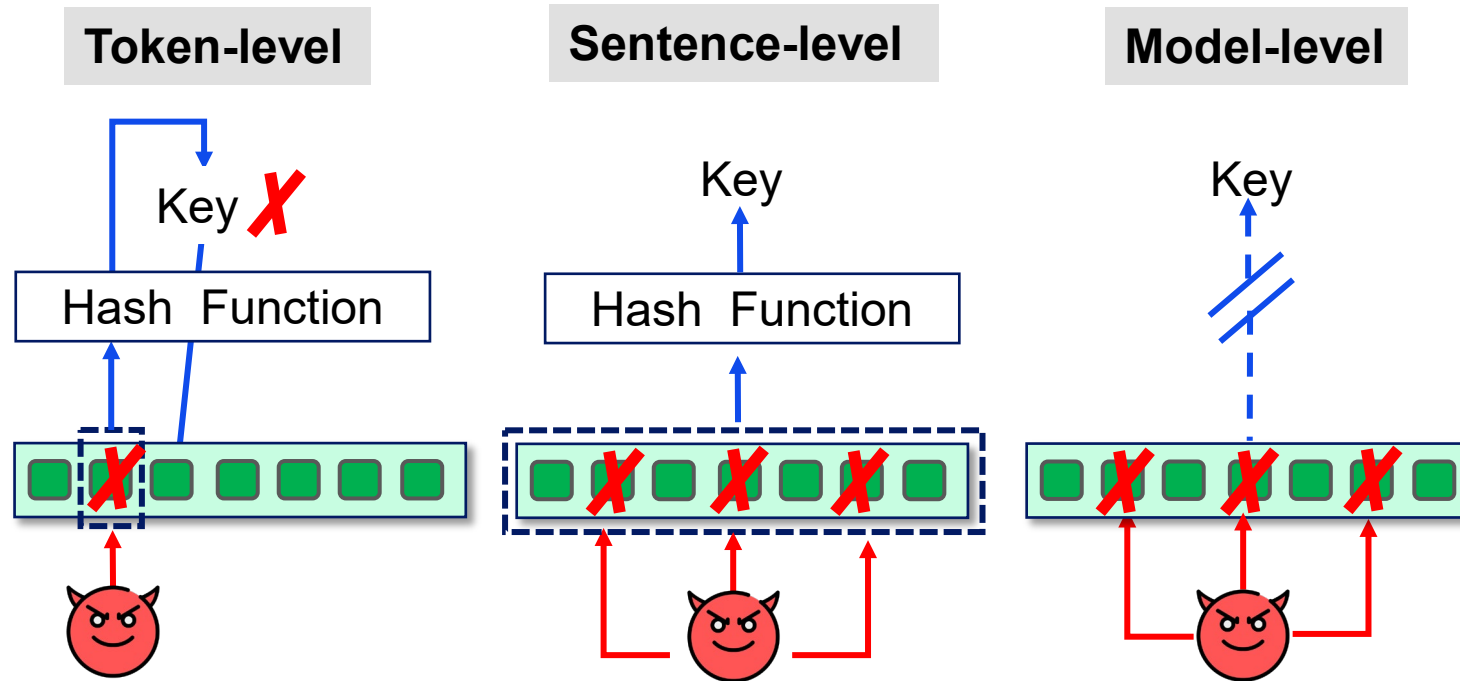 Token-level
Sentence-level
Model-level
Key
Hash Function
Key
Hash Function
Key